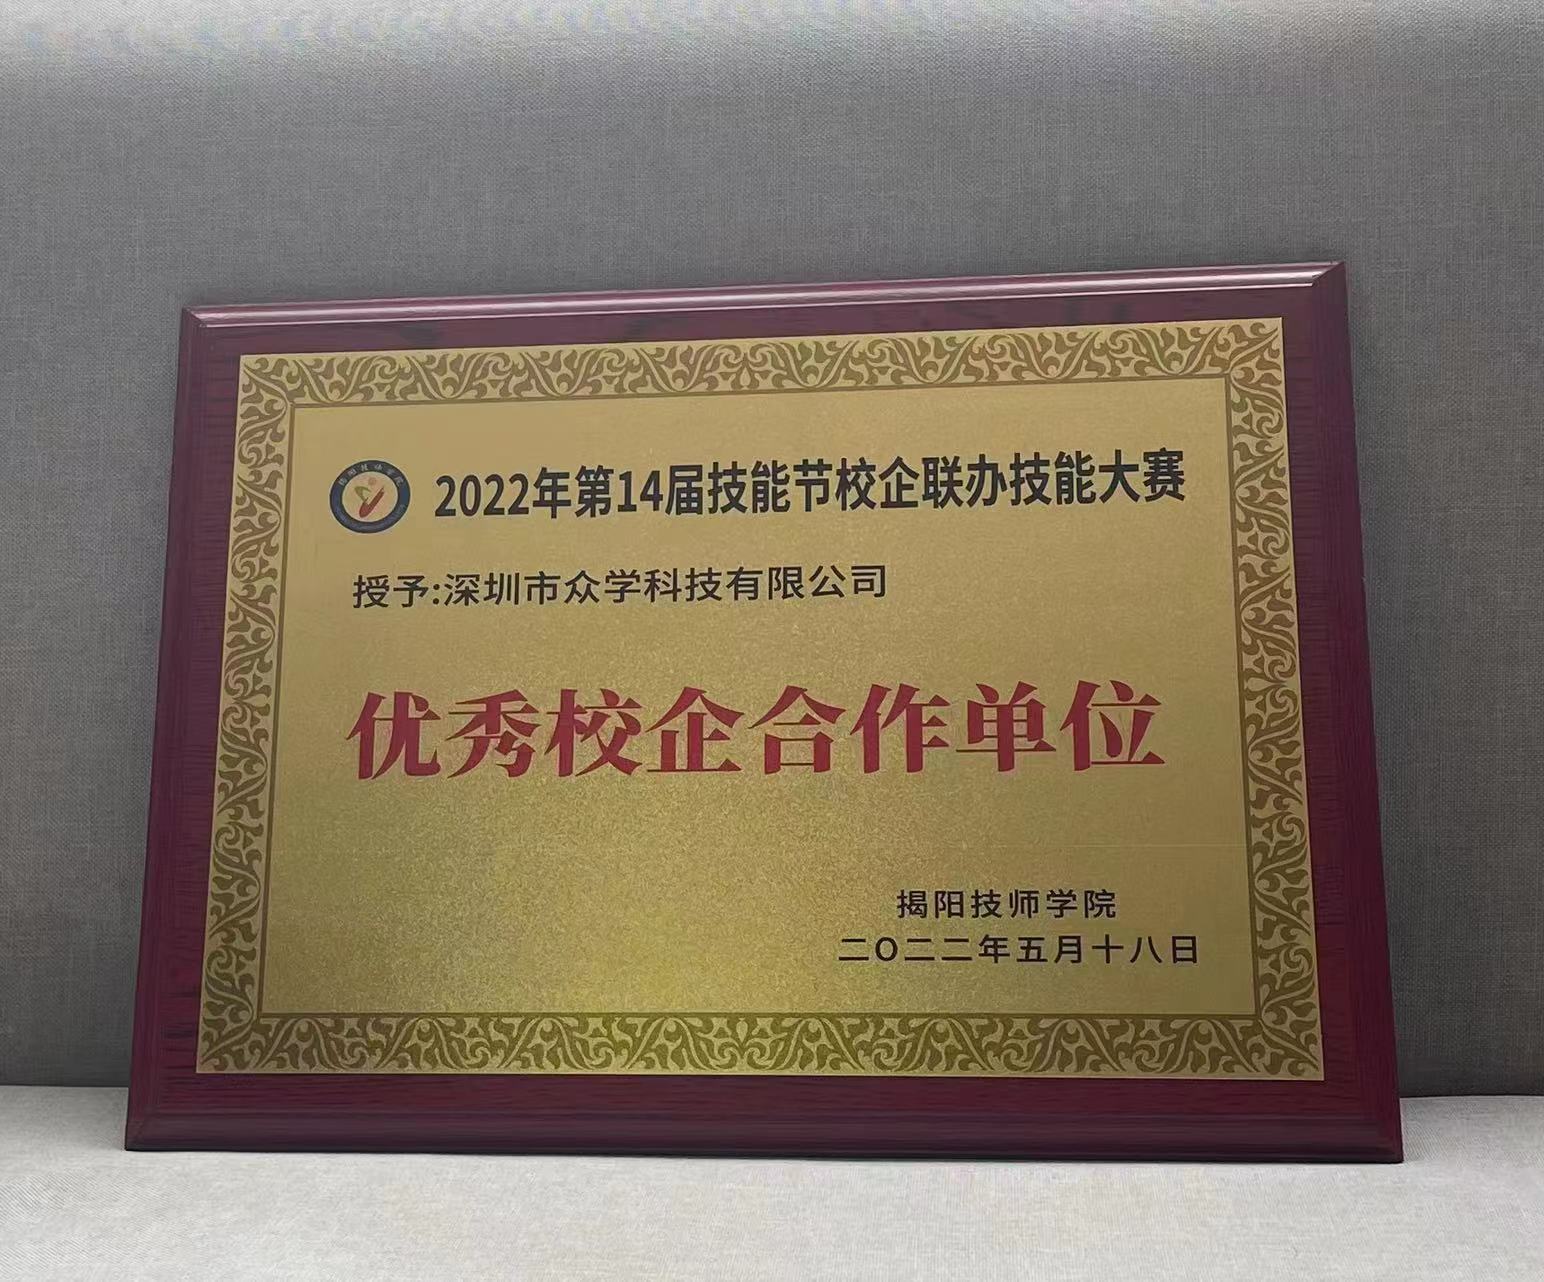 2022年第14届技能节校企联办技能大赛
授予:深圳市众学科技有限公司
优秀校企合作单位
揭阳技师学院
二〇二二年五月十八日